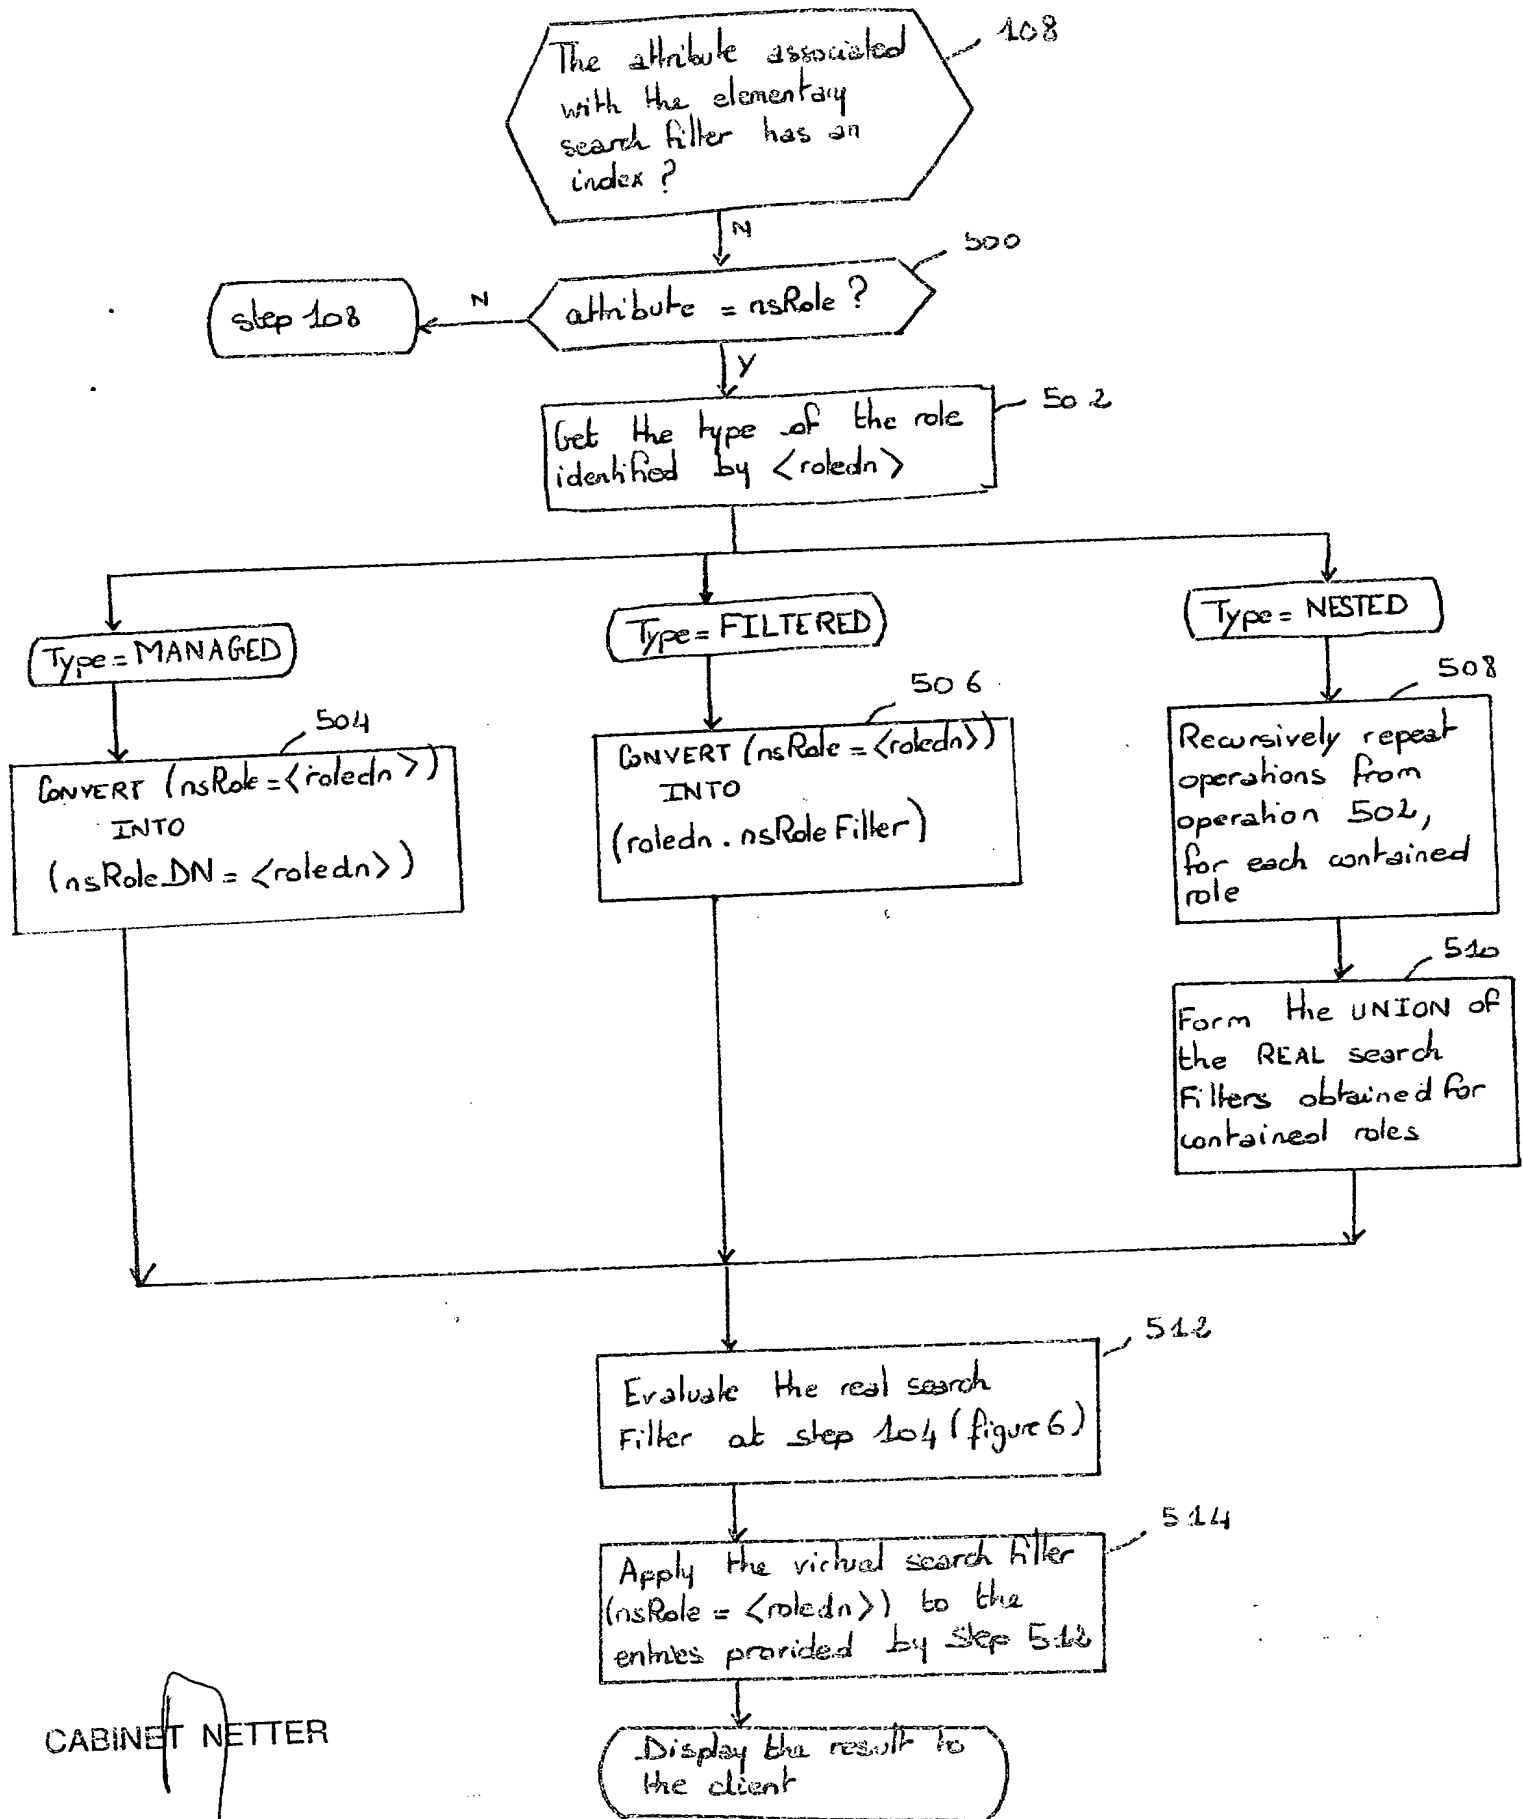 The attribute associated
with the elementary
search filter has an
index ?
108
N
500
attribute = nsRole ?
N
step 108
Y
502
Get the type of the role
identified by <roledn>
Type = MANAGED
Type = FILTERED
Type = NESTED
504
CONVERT (nsRole = <roledn>)
INTO
(nsRoleDN = <roledn>)
506
CONVERT (nsRole = <roledn>)
INTO
(roledn . nsRoleFilter)
508
Recursively repeat
operations from
operation 502,
for each contained
role
510
Form the UNION of
the REAL search
Filters obtained for
contained roles
512
Evaluate the real search
Filter at step 104 (figure 6)
514
Apply the virtual search filter
(nsRole = <roledn>) to the
entries provided by step 512
Display the result to
the client
CABINET NETTER